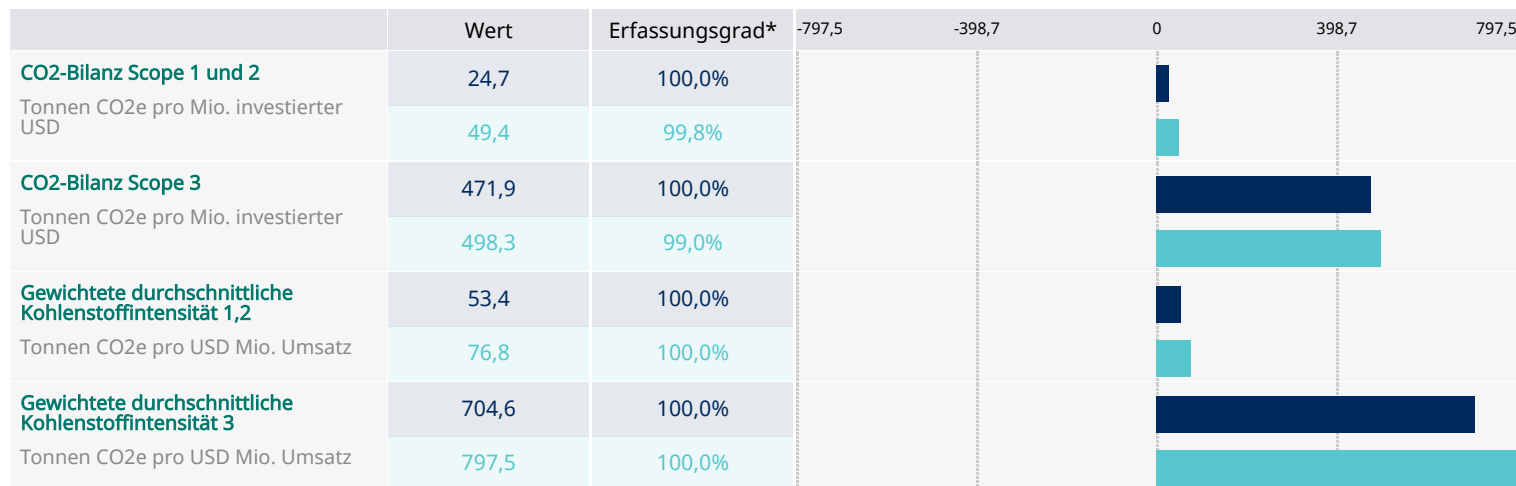 Wert Erfassungsgrad* -797,5 -398,7 0 398,7 797,5
CO2-Bilanz Scope 1 und 2
Tonnen CO2e pro Mio. investierter
USD
24,7 100,0%
49,4 99,8%
CO2-Bilanz Scope 3
Tonnen CO2e pro Mio. investierter
USD
471,9 100,0%
498,3 99,0%
Gewichtete durchschnittliche
Kohlenstoffintensität 1,2
Tonnen CO2e pro USD Mio. Umsatz
53,4 100,0%
76,8 100,0%
Gewichtete durchschnittliche
Kohlenstoffintensität 3
Tonnen CO2e pro USD Mio. Umsatz
704,6 100,0%
797,5 100,0%